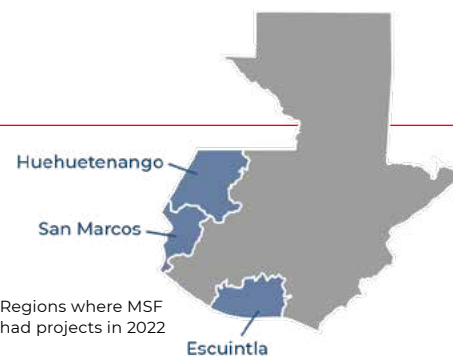 Huehuetenango
San Marcos
Regions where MSF
had projects in 2022
Escuintla